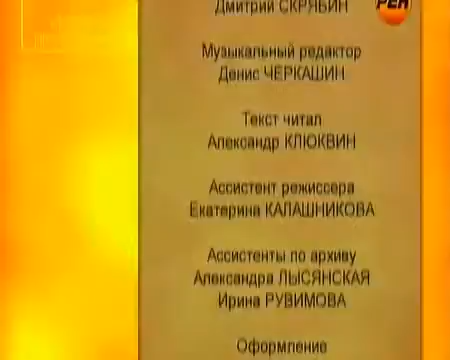 Дмитрий СКРЯБИН
РЕН
Музыкальный редактор
Денис ЧЕРКАШИН
Текст читал
Александр КЛЮКВИН
Ассистент режиссера
Екатерина КАЛАШНИКОВА
Ассистенты по архиву
Александра ЛЫСЯНСКАЯ
Ирина РУВИМОВА
Оформление